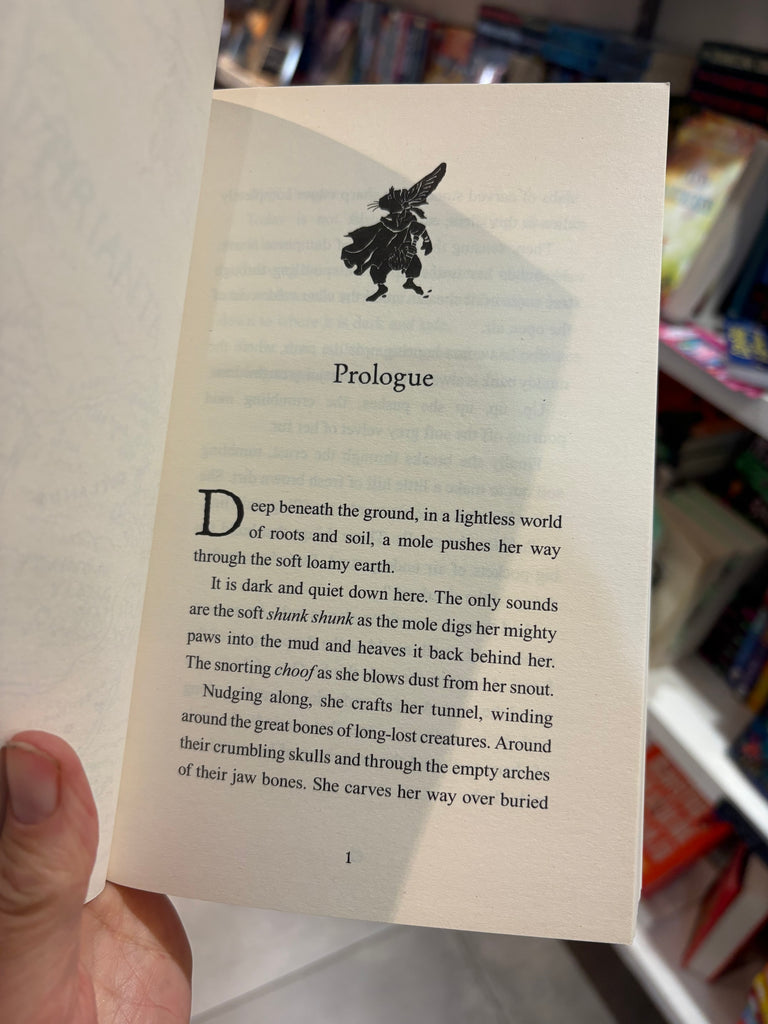 Prologue
Deep beneath the ground, in a lightless world
of roots and soil, a mole pushes her way
through the soft loamy earth.
It is dark and quiet down here. The only sounds
are the soft shunk shunk as the mole digs her mighty
paws into the mud and heaves it back behind her.
The snorting choof as she blows dust from her snout.
Nudging along, she crafts her tunnel, winding
around the great bones of long-lost creatures. Around
their crumbling skulls and through the empty arches
of their jaw bones. She carves her way over buried
1